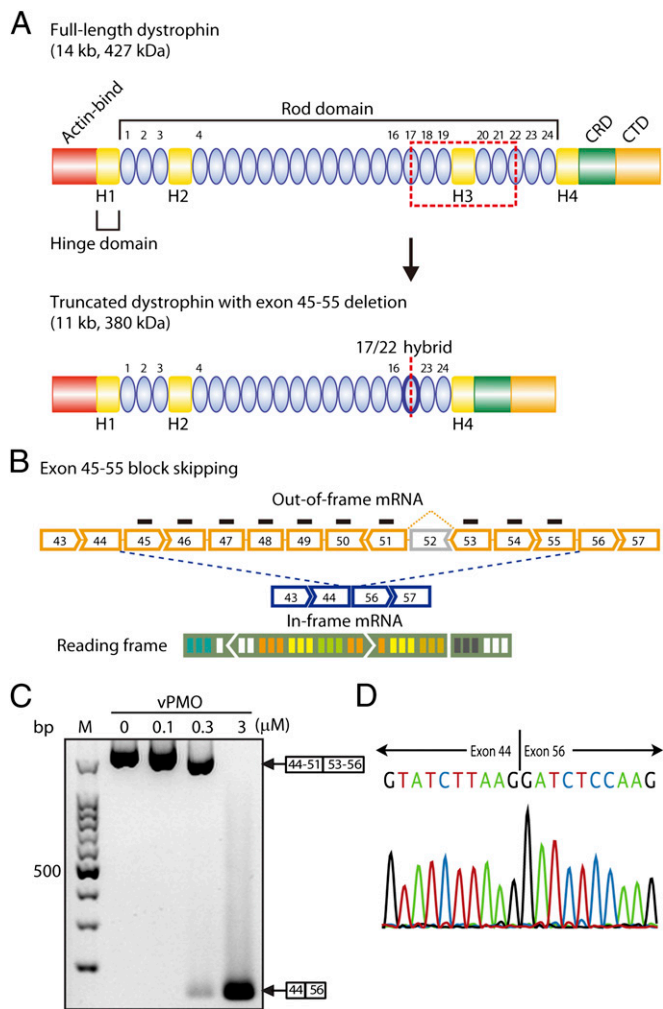 A
Full-length dystrophin
(14 kb, 427 kDa)
Actin-bind
Rod domain
CRD
CTD
1 2 3 4 16 17 18 19 20 21 22 23 24
H1 H2 H3 H4
Hinge domain
Truncated dystrophin with exon 45-55 deletion
(11 kb, 380 kDa)
17/22 hybrid
1 2 3 4 16 23 24
H1 H2 H4
B
Exon 45-55 block skipping
Out-of-frame mRNA
43 44 45 46 47 48 49 50 51 52 53 54 55 56 57
43 44 56 57
In-frame mRNA
Reading frame
C
vPMO
bp M 0 0.1 0.3 3 (μM)
44-51 53-56
500
44 56
D
Exon 44 Exon 56
GTATCTTAAGGATCTCCAAG